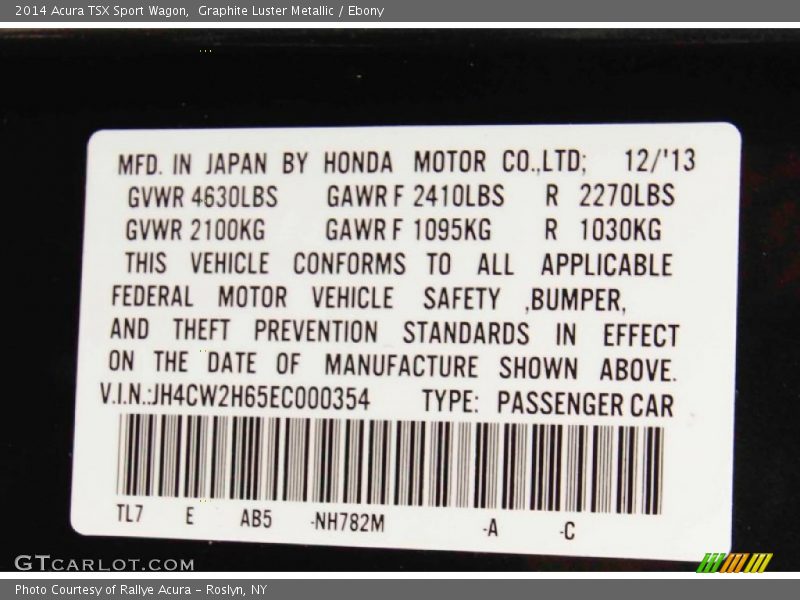 2014 Acura TSX Sport Wagon,  Graphite Luster Metallic / Ebony
MFD. IN JAPAN BY HONDA MOTOR CO.,LTD; 12/'13
GVWR 4630LBS GAWR F 2410LBS R 2270LBS
GVWR 2100KG GAWR F 1095KG R 1030KG
THIS VEHICLE CONFORMS TO ALL APPLICABLE
FEDERAL MOTOR VEHICLE SAFETY ,BUMPER,
AND THEFT PREVENTION STANDARDS IN EFFECT
ON THE DATE OF MANUFACTURE SHOWN ABOVE.
V.I.N.:JH4CW2H65EC000354 TYPE: PASSENGER CAR
TL7 E AB5 -NH782M -A -C
GTCARLOT.COM
Photo Courtesy of Rallye Acura - Roslyn, NY